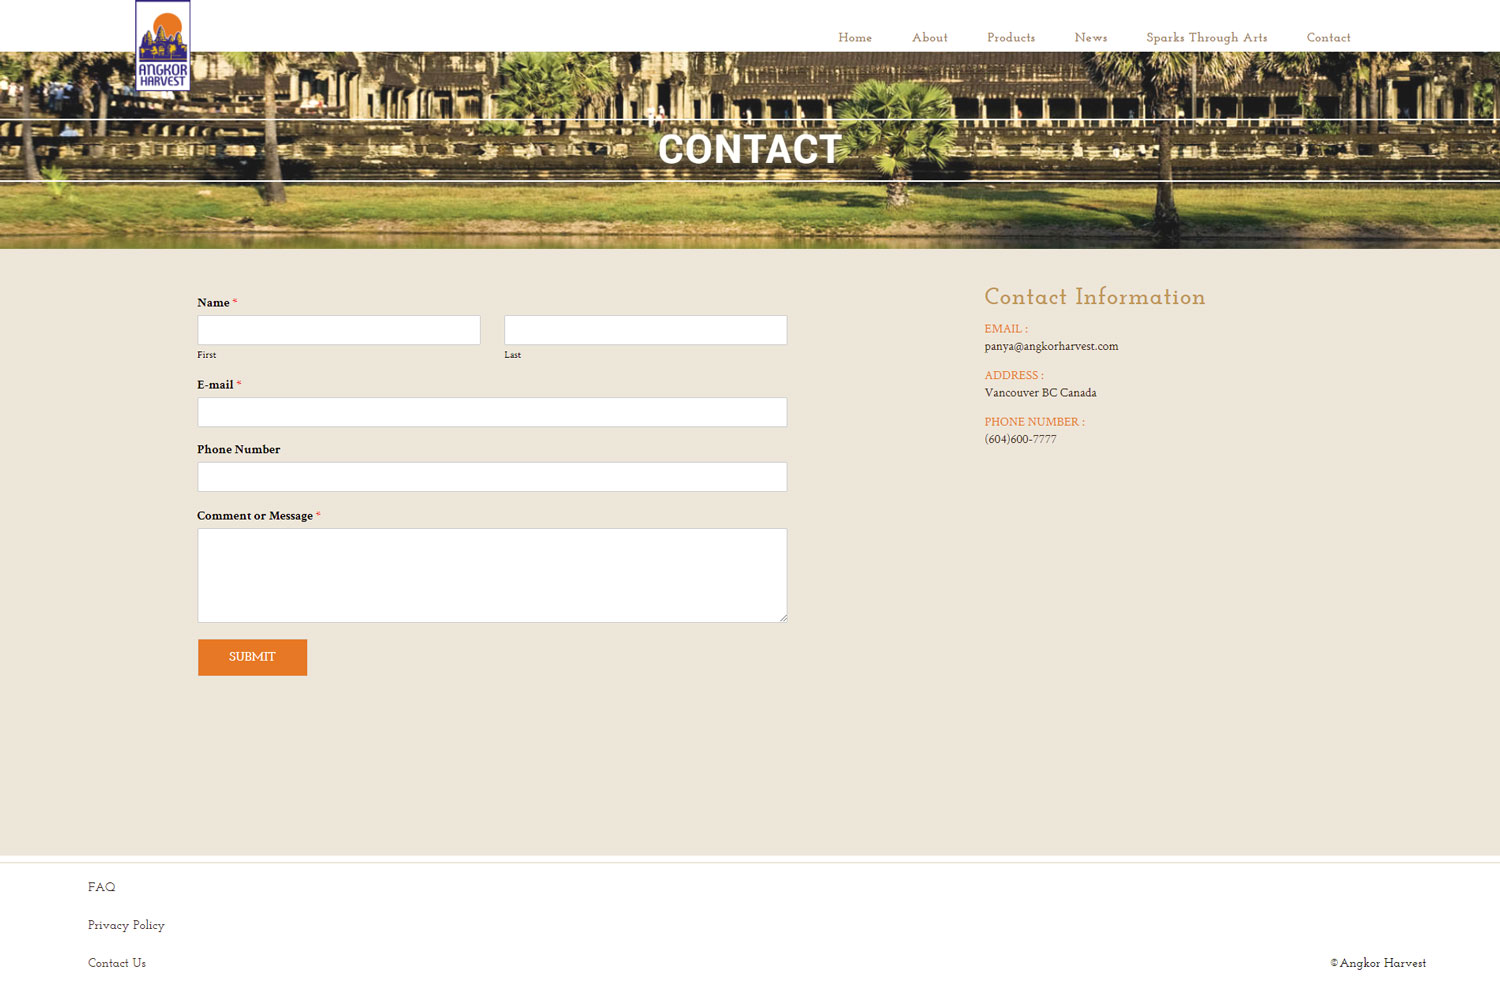 ANGKOR
HARVEST
Home
About
Products
News
Sparks Through Arts
Contact
CONTACT
Name *
First
Last
E-mail *
Phone Number
Comment or Message *
SUBMIT
Contact Information
EMAIL :
panya@angkorharvest.com
ADDRESS :
Vancouver BC Canada
PHONE NUMBER :
(604)600-7777
FAQ
Privacy Policy
Contact Us
©Angkor Harvest